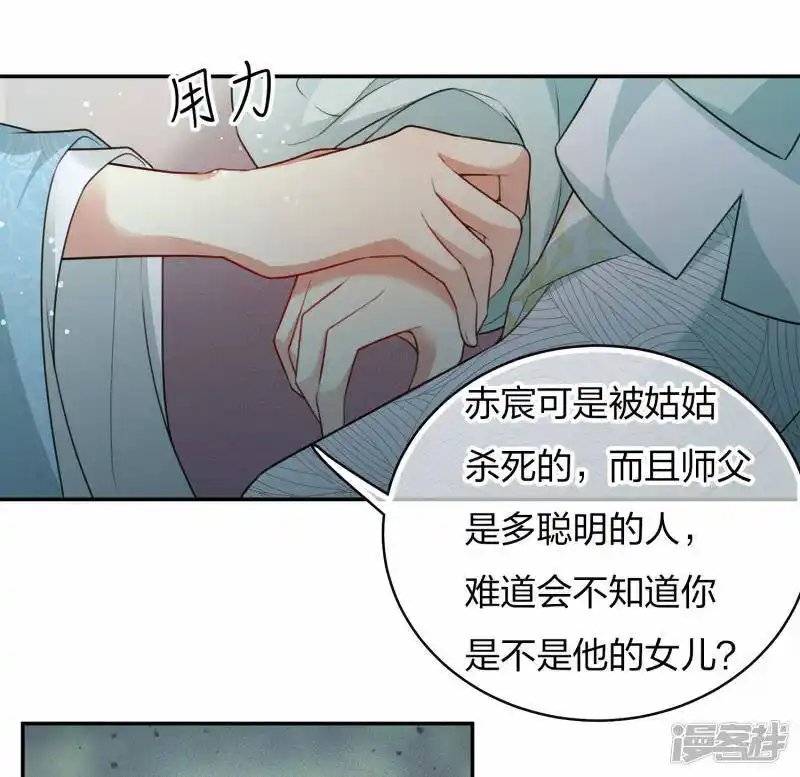 用力
赤宸可是被姑姑
杀死的，而且师父
是多聪明的人，
难道会不知道你
是不是他的女儿？
漫客栈